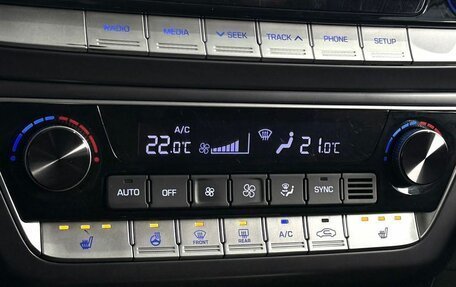 RADIO MEDIA SEEK TRACK PHONE SETUP
A/C
22.0°C 21.0°C
AUTO OFF SYNC
FRONT REAR A/C